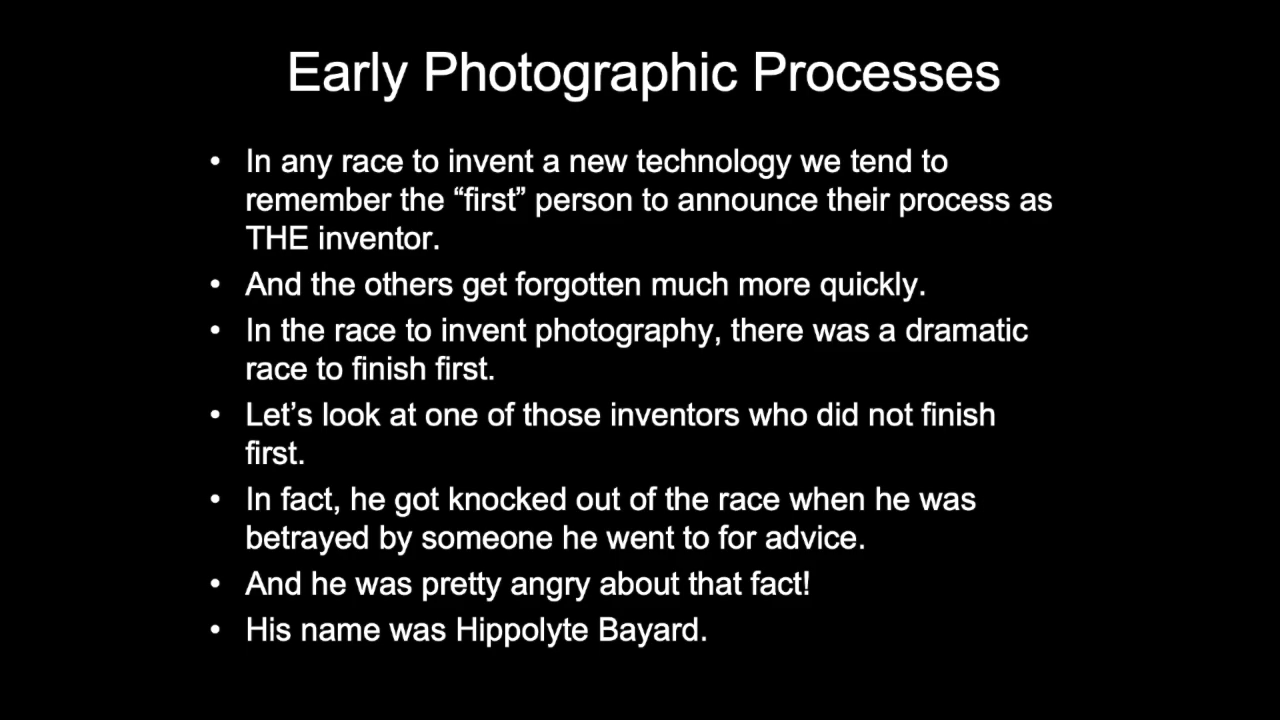 Early Photographic Processes
• In any race to invent a new technology we tend to
remember the “first” person to announce their process as
THE inventor.
• And the others get forgotten much more quickly.
• In the race to invent photography, there was a dramatic
race to finish first.
• Let’s look at one of those inventors who did not finish
first.
• In fact, he got knocked out of the race when he was
betrayed by someone he went to for advice.
• And he was pretty angry about that fact!
• His name was Hippolyte Bayard.